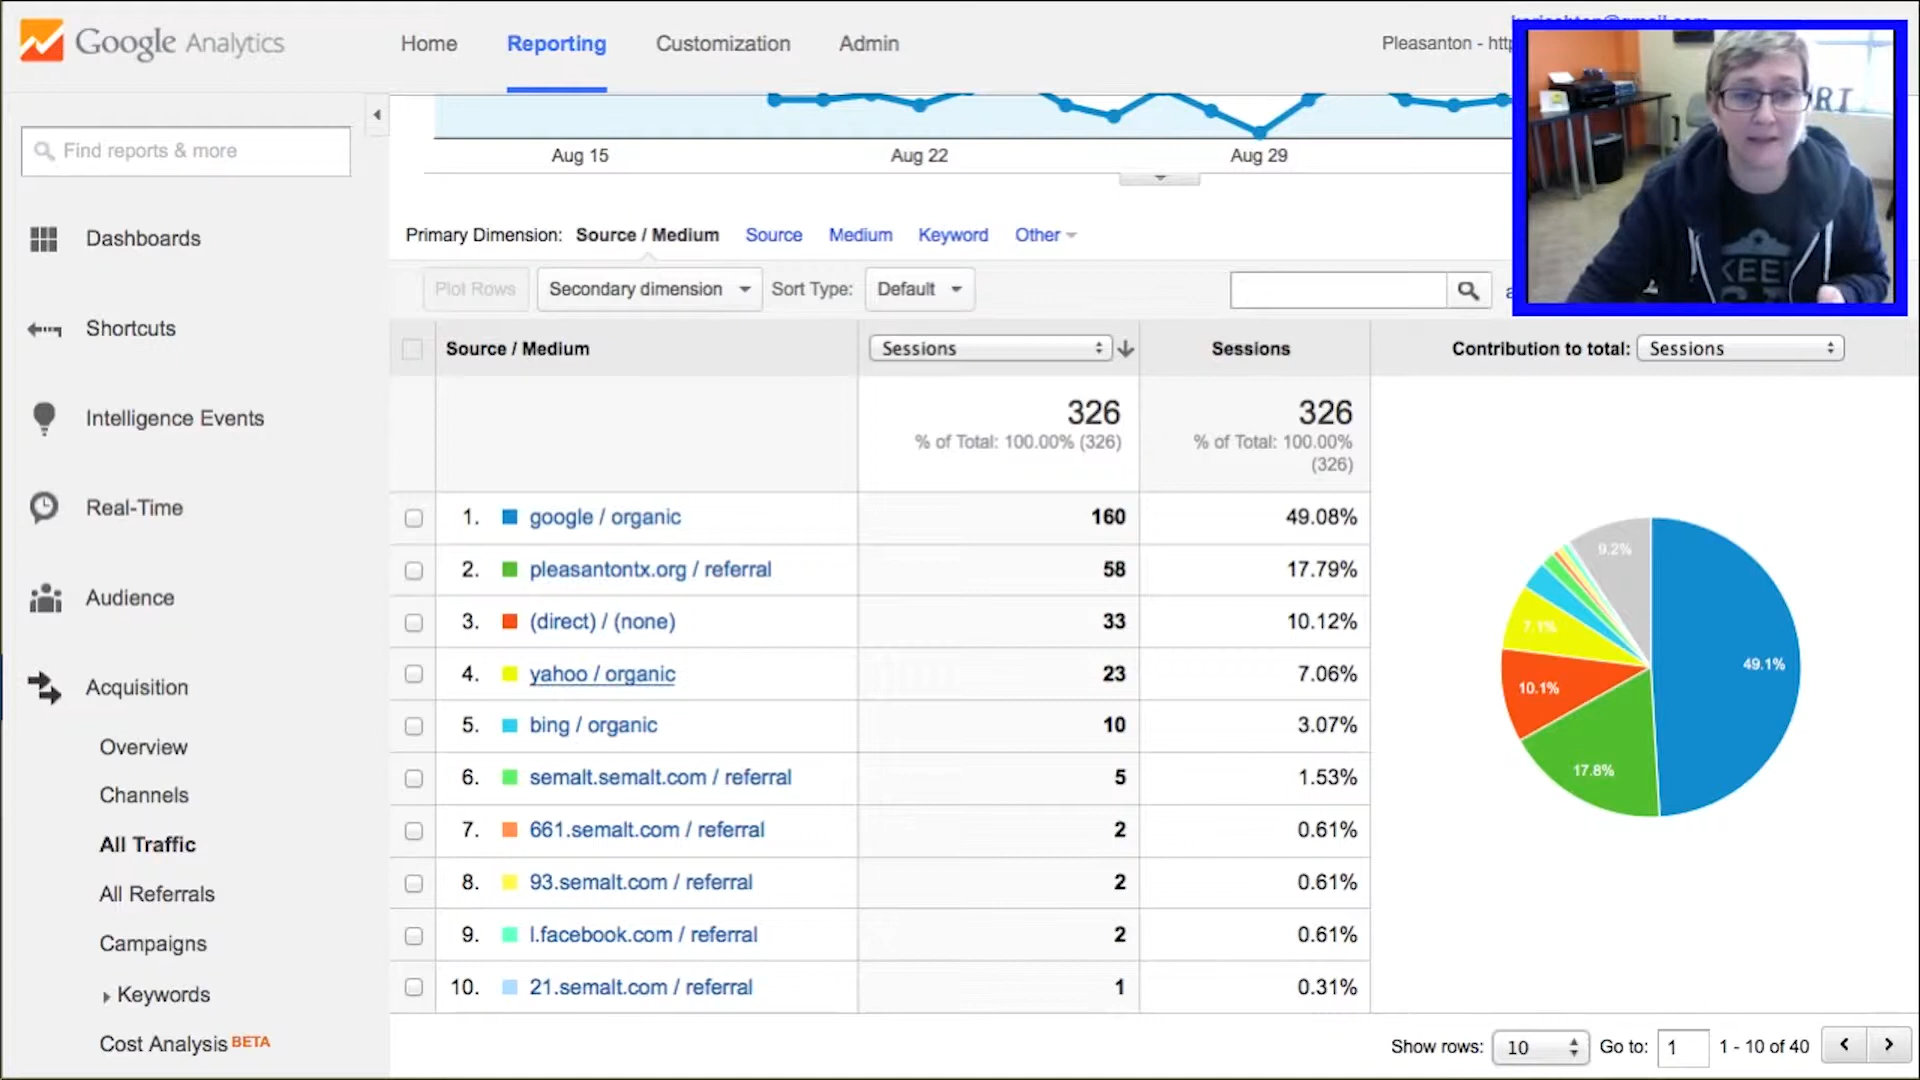 Google Analytics
Home
Reporting
Customization
Admin
Pleasanton - http
Find reports & more
Aug 15
Aug 22
Aug 29
Primary Dimension: Source / Medium Source Medium Keyword Other
Plot Rows
Secondary dimension
Sort Type:
Default
Dashboards
Shortcuts
Intelligence Events
Real-Time
Audience
Acquisition
Overview
Channels
All Traffic
All Referrals
Campaigns
Keywords
Cost Analysis BETA
Source / Medium
Sessions
Sessions
Contribution to total: Sessions
326
% of Total: 100.00% (326)
326
% of Total: 100.00%
(326)
1. google / organic 160 49.08%
2. pleasantontx.org / referral 58 17.79%
3. (direct) / (none) 33 10.12%
4. yahoo / organic 23 7.06%
5. bing / organic 10 3.07%
6. semalt.semalt.com / referral 5 1.53%
7. 661.semalt.com / referral 2 0.61%
8. 93.semalt.com / referral 2 0.61%
9. l.facebook.com / referral 2 0.61%
10. 21.semalt.com / referral 1 0.31%
9.2%
7.1%
49.1%
10.1%
17.8%
Show rows: 10 Go to: 1 1 - 10 of 40